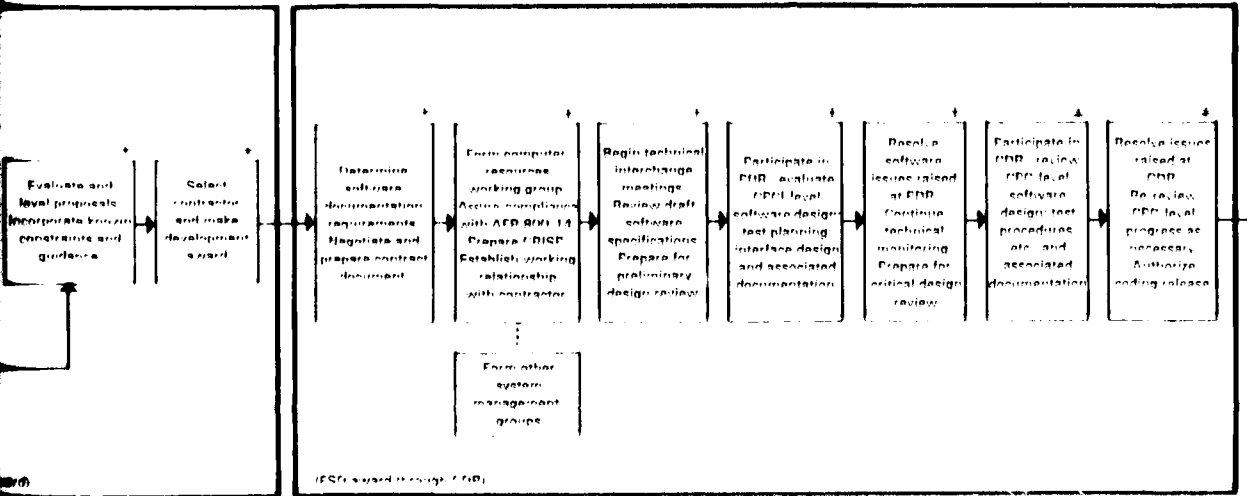 Evaluate and
level proposals
Incorporate known
constraints and
guidance
Select
contractor
and make
development
award
Determine
software
documentation
requirements
Negotiate and
prepare contract
document
Form computer
resources
working group
Assure compliance
with AFR 800-14
Prepare CRISP
Establish working
relationship
with contractor
Form other
system
management
groups
Begin technical
interchange
meetings
Review draft
software
specifications
Prepare for
preliminary
design review
Participate in
PDR evaluate
CPCI level
software design
test planning
interface design
and associated
documentation
Resolve
software
issues raised
at PDR
Continue
technical
monitoring
Prepare for
critical design
review
Participate in
CDR review
CPC level
software
design; test
procedures
etc. and
associated
documentation
Resolve issues
raised at
CDR
Re-review
CPC level
progress as
necessary
Authorize
coding release
(FSD award through CDR)